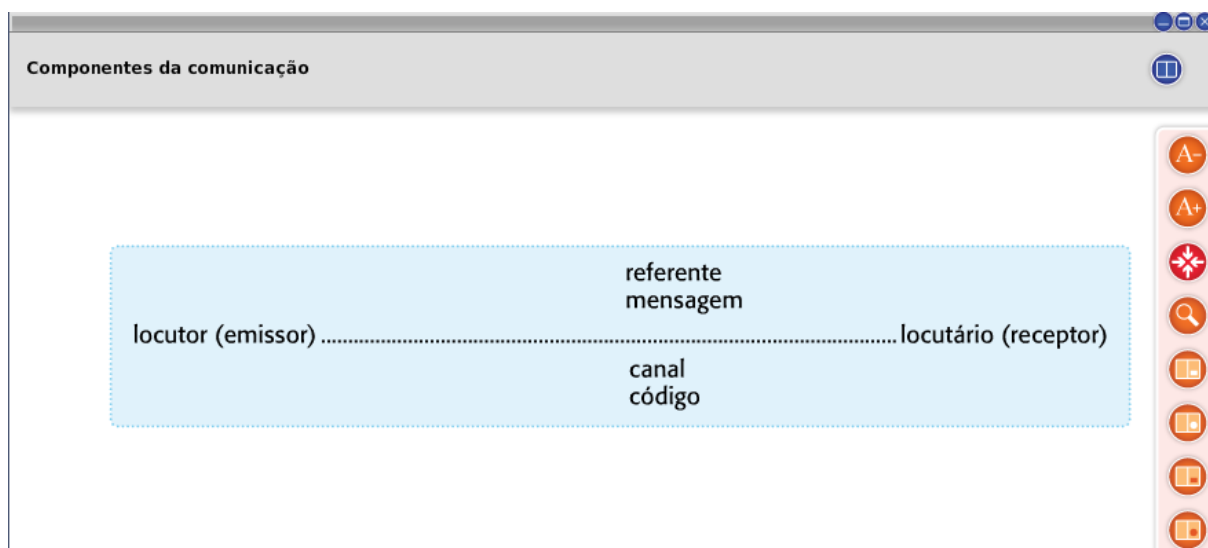 Componentes da comunicação
A-
A+
referente
mensagem
locutor (emissor) ........................................................................................................ locutário (receptor)
canal
código